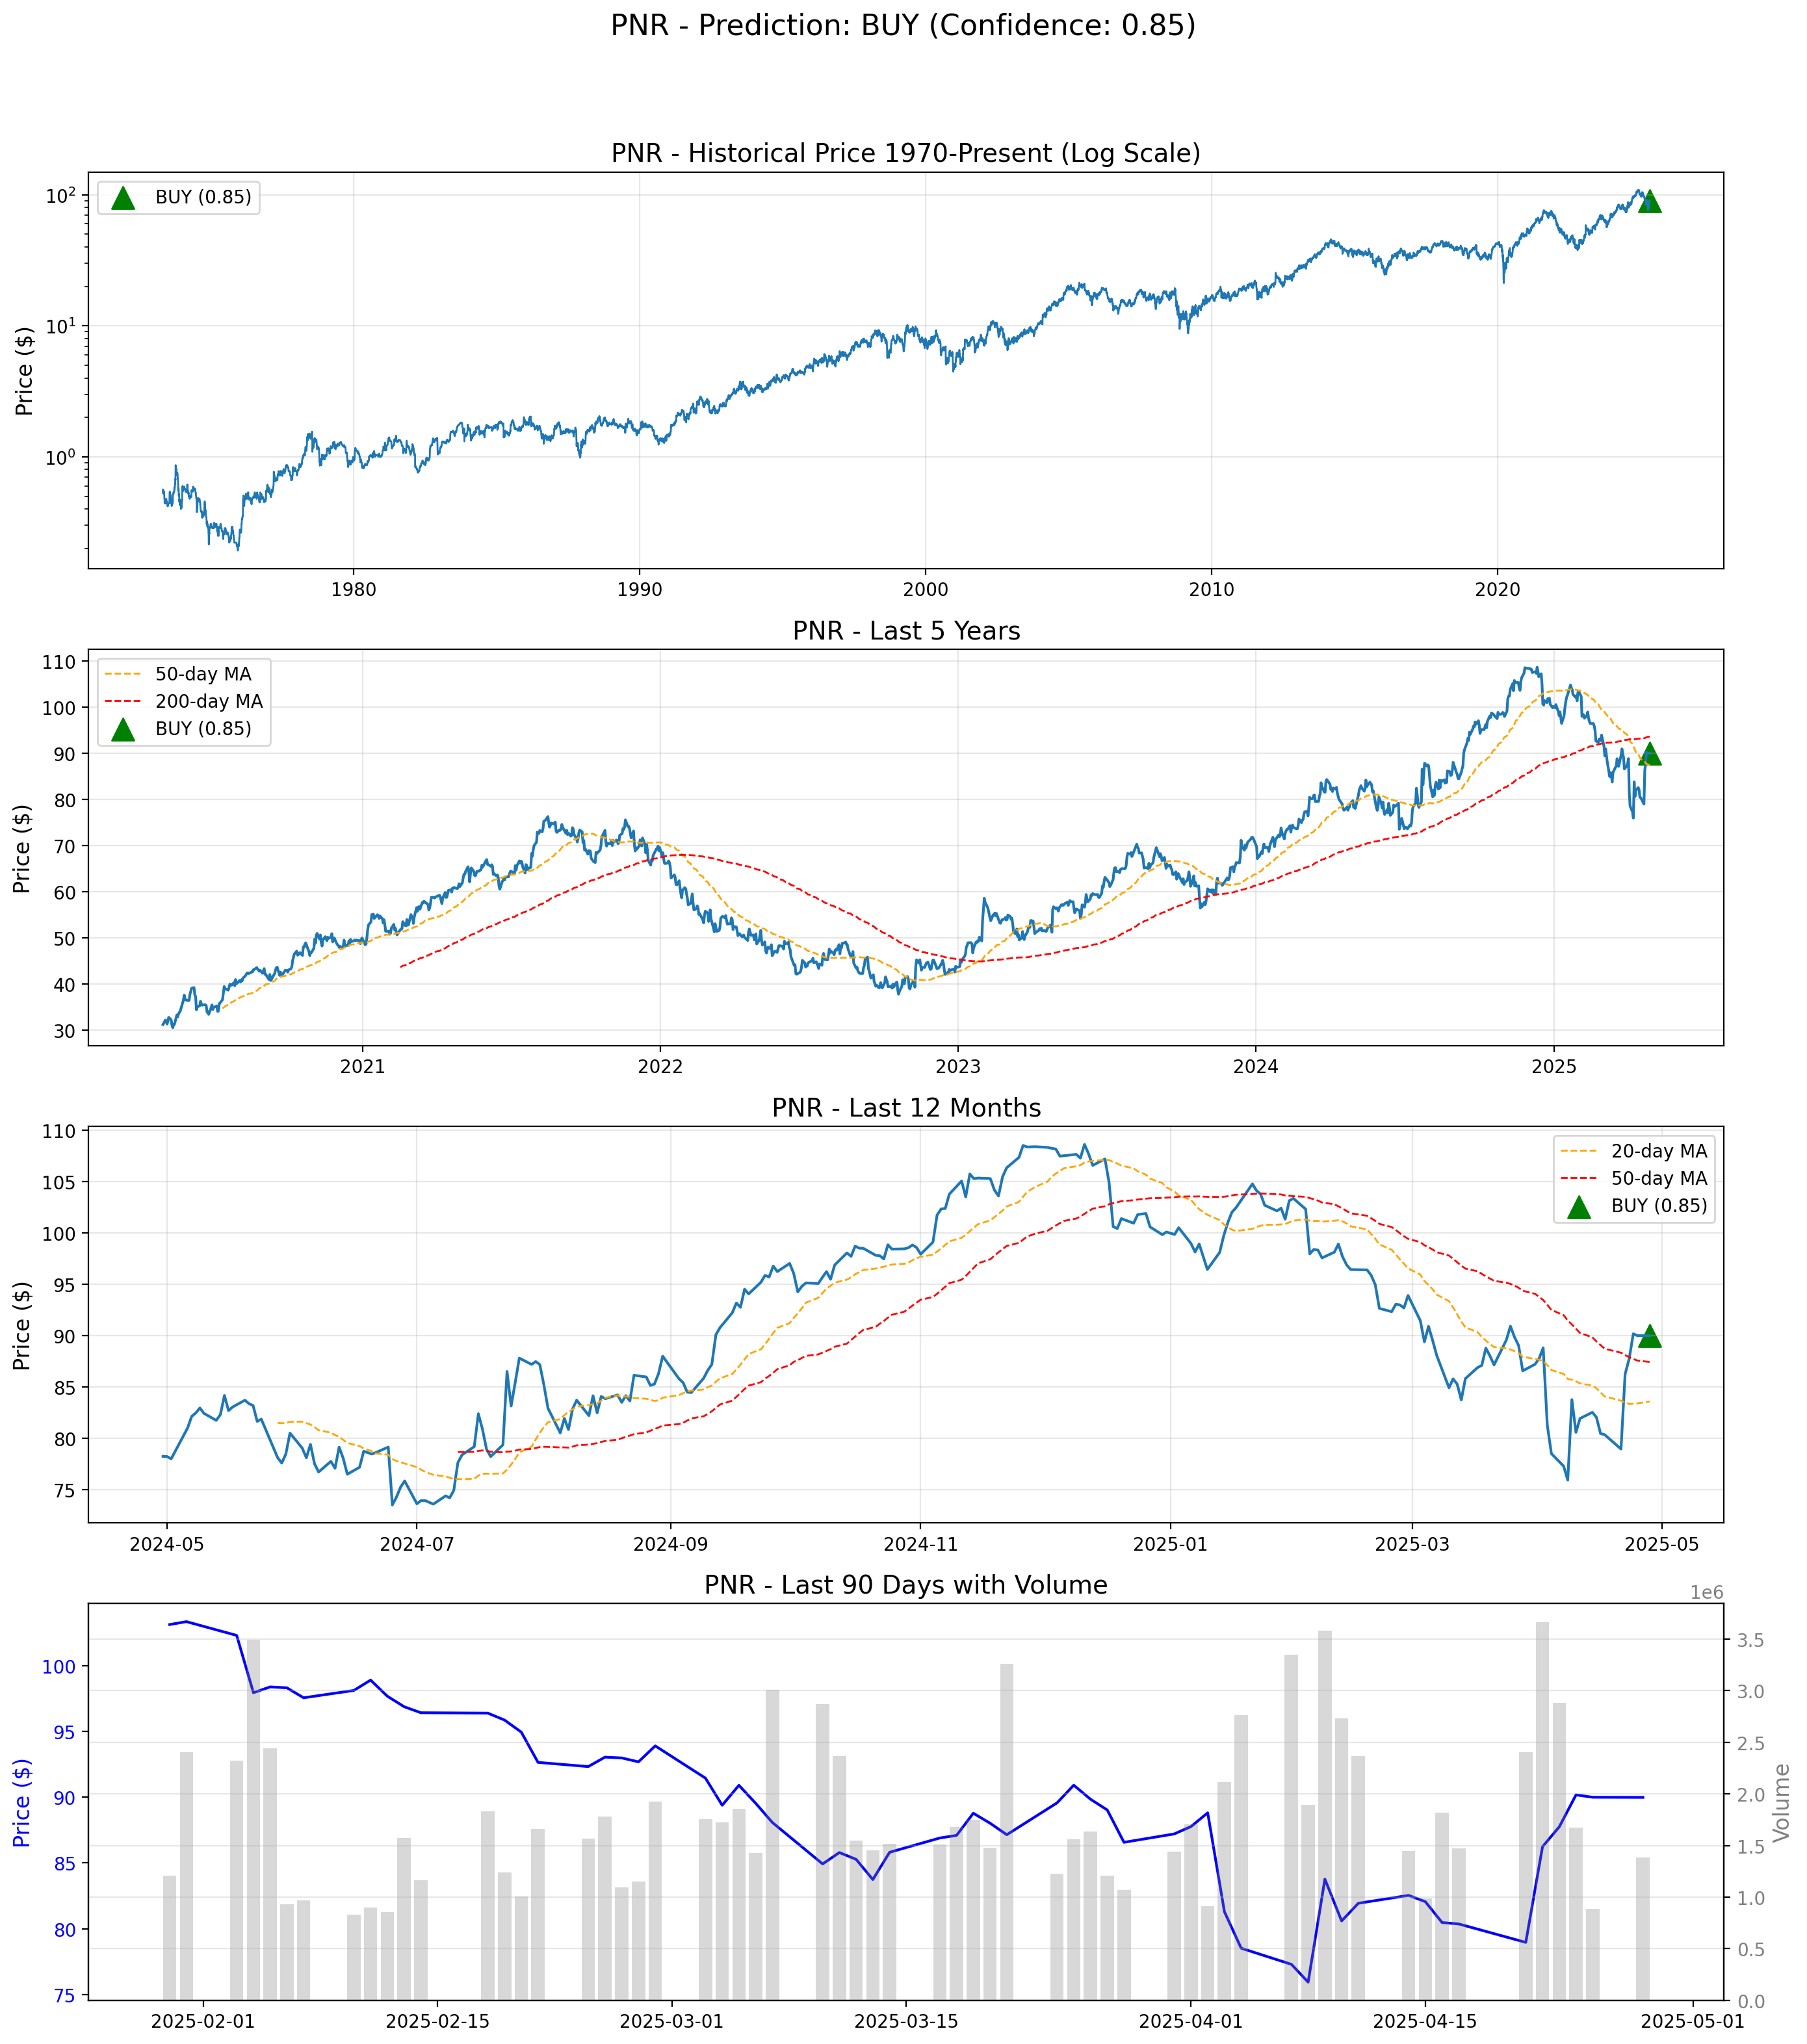 PNR - Prediction: BUY (Confidence: 0.85)
PNR - Historical Price 1970-Present (Log Scale)
BUY (0.85)
Price ($)
10²
10¹
10⁰
1980 1990 2000 2010 2020
PNR - Last 5 Years
50-day MA
200-day MA
BUY (0.85)
Price ($)
110
100
90
80
70
60
50
40
30
2021 2022 2023 2024 2025
PNR - Last 12 Months
20-day MA
50-day MA
BUY (0.85)
Price ($)
110
105
100
95
90
85
80
75
2024-05 2024-07 2024-09 2024-11 2025-01 2025-03 2025-05
PNR - Last 90 Days with Volume
1e6
Price ($)
100
95
90
85
80
75
3.5
3.0
2.5
2.0
1.5
1.0
0.5
0.0
Volume
2025-02-01 2025-02-15 2025-03-01 2025-03-15 2025-04-01 2025-04-15 2025-05-01